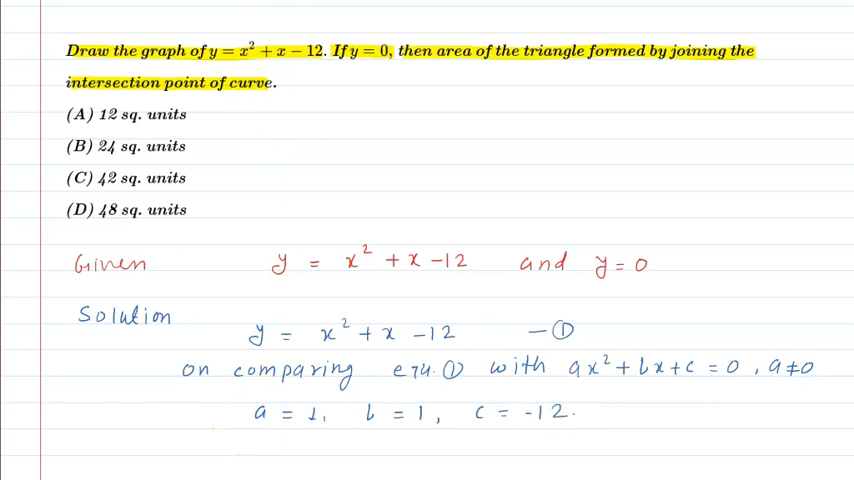 Draw the graph of y = x² + x − 12. If y = 0, then area of the triangle formed by joining the
intersection point of curve.
(A) 12 sq. units
(B) 24 sq. units
(C) 42 sq. units
(D) 48 sq. units
Given y = x² + x -12 and y = 0
Solution
y = x² + x -12 — ①
on comparing equ. ① with ax² + bx + c = 0, a ≠ 0
a = 1, b = 1, c = -12.